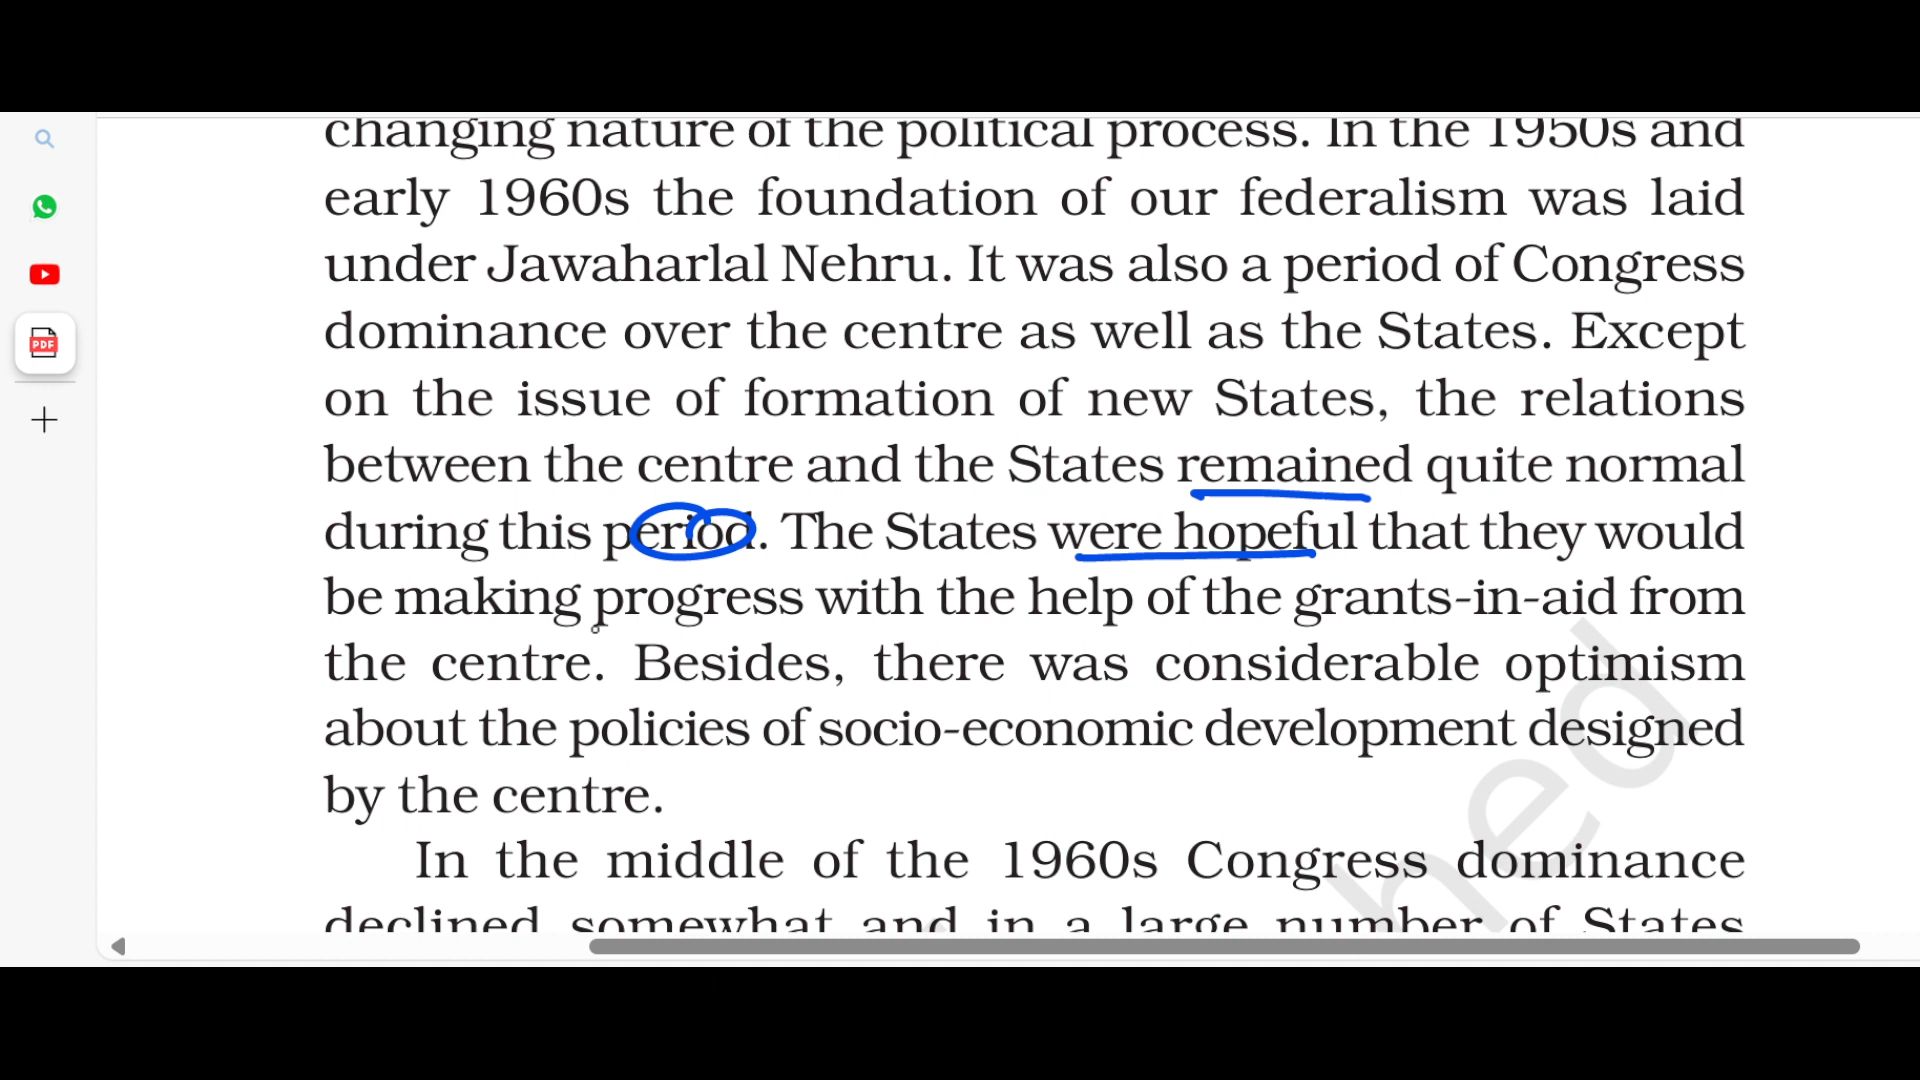 changing nature of the political process. In the 1950s and
early 1960s the foundation of our federalism was laid
under Jawaharlal Nehru. It was also a period of Congress
dominance over the centre as well as the States. Except
on the issue of formation of new States, the relations
between the centre and the States remained quite normal
during this period. The States were hopeful that they would
be making progress with the help of the grants-in-aid from
the centre. Besides, there was considerable optimism
about the policies of socio-economic development designed
by the centre.
In the middle of the 1960s Congress dominance
declined somewhat and in a large number of States
PDF
hed